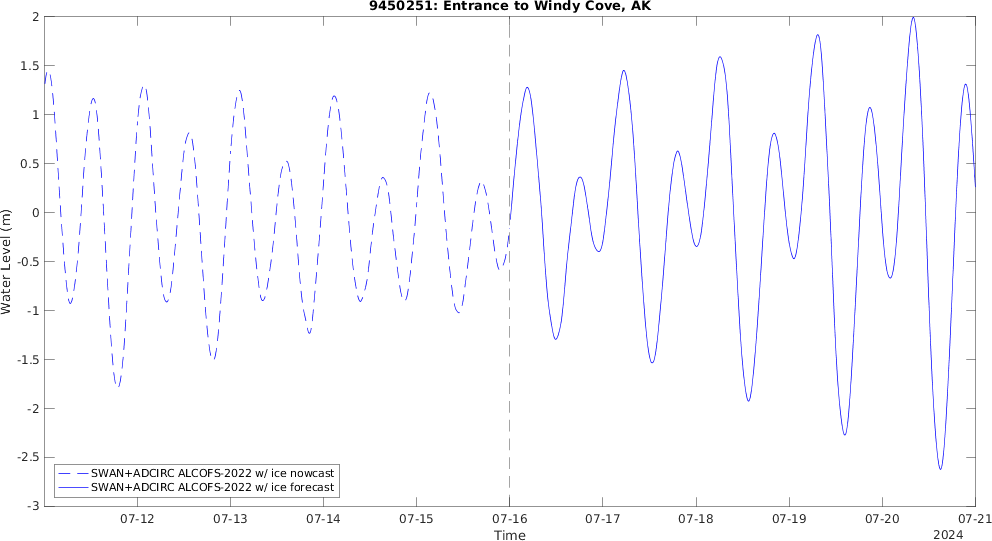 9450251: Entrance to Windy Cove, AK
2
1.5
1
0.5
0
-0.5
-1
-1.5
-2
-2.5
-3
Water Level (m)
SWAN+ADCIRC ALCOFS-2022 w/ ice nowcast
SWAN+ADCIRC ALCOFS-2022 w/ ice forecast
07-12 07-13 07-14 07-15 07-16 07-17 07-18 07-19 07-20 07-21
Time
2024